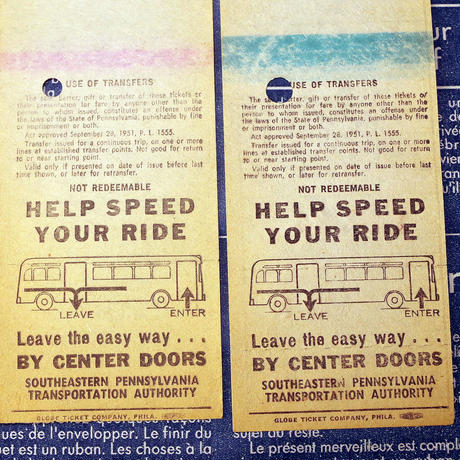 USE OF TRANSFERS
The sale, barter, gift or transfer of these tickets or
their presentation for fare by anyone other than the
person to whom issued, constitutes an offense under
the laws of the State of Pennsylvania, punishable by fine
or imprisonment or both.
Act approved September 28, 1951, P. L. 1555.
Transfer issued for a continuous trip, on one or more
lines at established transfer points. Not good for return
to or near starting point.
Valid only if presented on date of issue before last
time shown, or later for retransfer.
NOT REDEEMABLE
HELP SPEED
YOUR RIDE
LEAVE
ENTER
Leave the easy way . . .
BY CENTER DOORS
SOUTHEASTERN PENNSYLVANIA
TRANSPORTATION AUTHORITY
GLOBE TICKET COMPANY, PHILA.
USE OF TRANSFERS
The sale, barter, gift or transfer of these tickets or
their presentation for fare by anyone other than the
person to whom issued, constitutes an offense under
the laws of the State of Pennsylvania, punishable by fine
or imprisonment or both.
Act approved September 28, 1951, P. L. 1555.
Transfer issued for a continuous trip, on one or more
lines at established transfer points. Not good for return
to or near starting point.
Valid only if presented on date of issue before last
time shown, or later for retransfer.
NOT REDEEMABLE
HELP SPEED
YOUR RIDE
LEAVE
ENTER
Leave the easy way . . .
BY CENTER DOORS
SOUTHEASTERN PENNSYLVANIA
TRANSPORTATION AUTHORITY
GLOBE TICKET COMPANY, PHILA.
ues de l'envelopper. Le finir du
uet est un ruban. Les choses à la
au sujet du reste.
Le présent merveilleux est compl